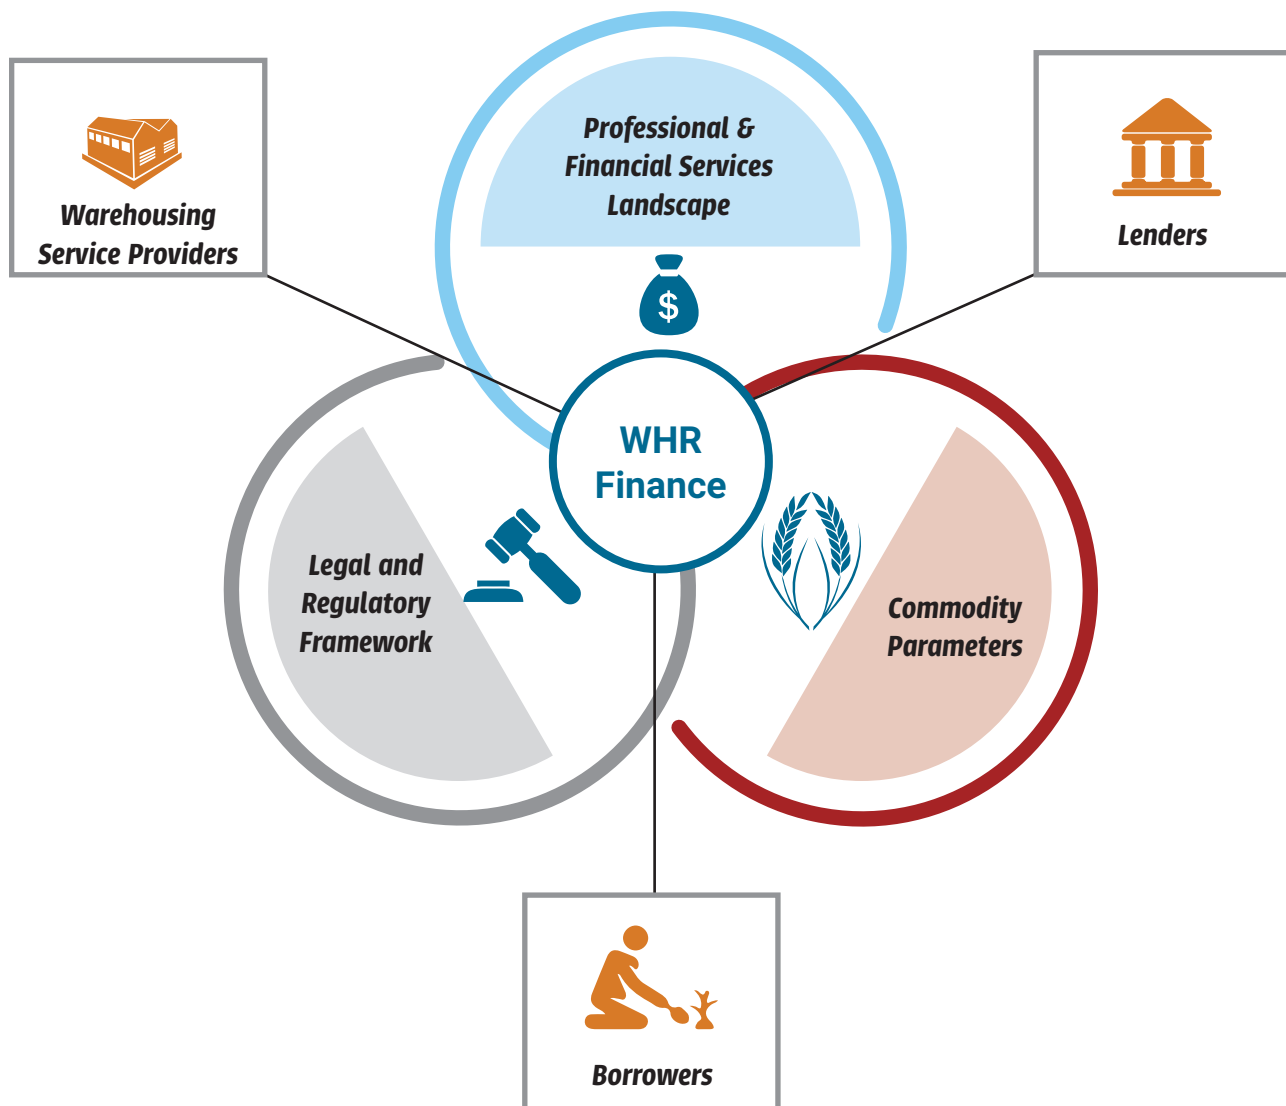 Professional &
Financial Services
Landscape
Warehousing
Service Providers
Lenders
$
WHR
Finance
Legal and
Regulatory
Framework
Commodity
Parameters
Borrowers